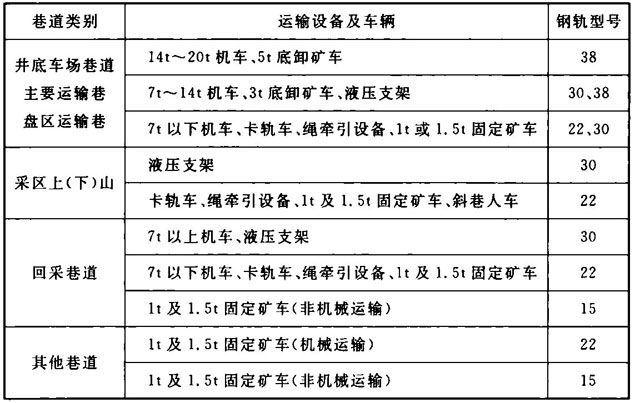 巷道类别 运输设备及车辆 钢轨型号
井底车场巷道
主要运输巷
盘区运输巷
14t～20t 机车、5t 底卸矿车 38
7t～14t 机车、3t 底卸矿车、液压支架 30、38
7t 以下机车、卡轨车、绳牵引设备、1t 或 1.5t 固定矿车 22、30
采区上(下)山
液压支架 30
卡轨车、绳牵引设备、1t 及 1.5t 固定矿车、斜巷人车 22
回采巷道
7t 以上机车、液压支架 30
7t 以下机车、卡轨车、绳牵引设备、1t 及 1.5t 固定矿车 22
1t 及 1.5t 固定矿车(非机械运输) 15
其他巷道
1t 及 1.5t 固定矿车(机械运输) 22
1t 及 1.5t 固定矿车(非机械运输) 15